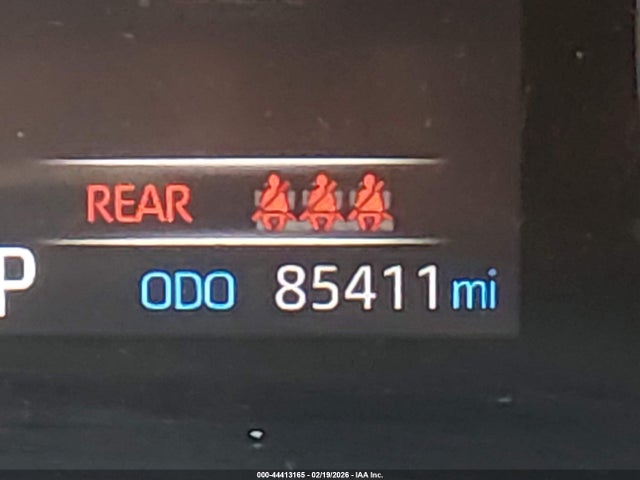 REAR
P
ODO 85411 mi
000-44413165 - 02/19/2026 - IAA Inc.